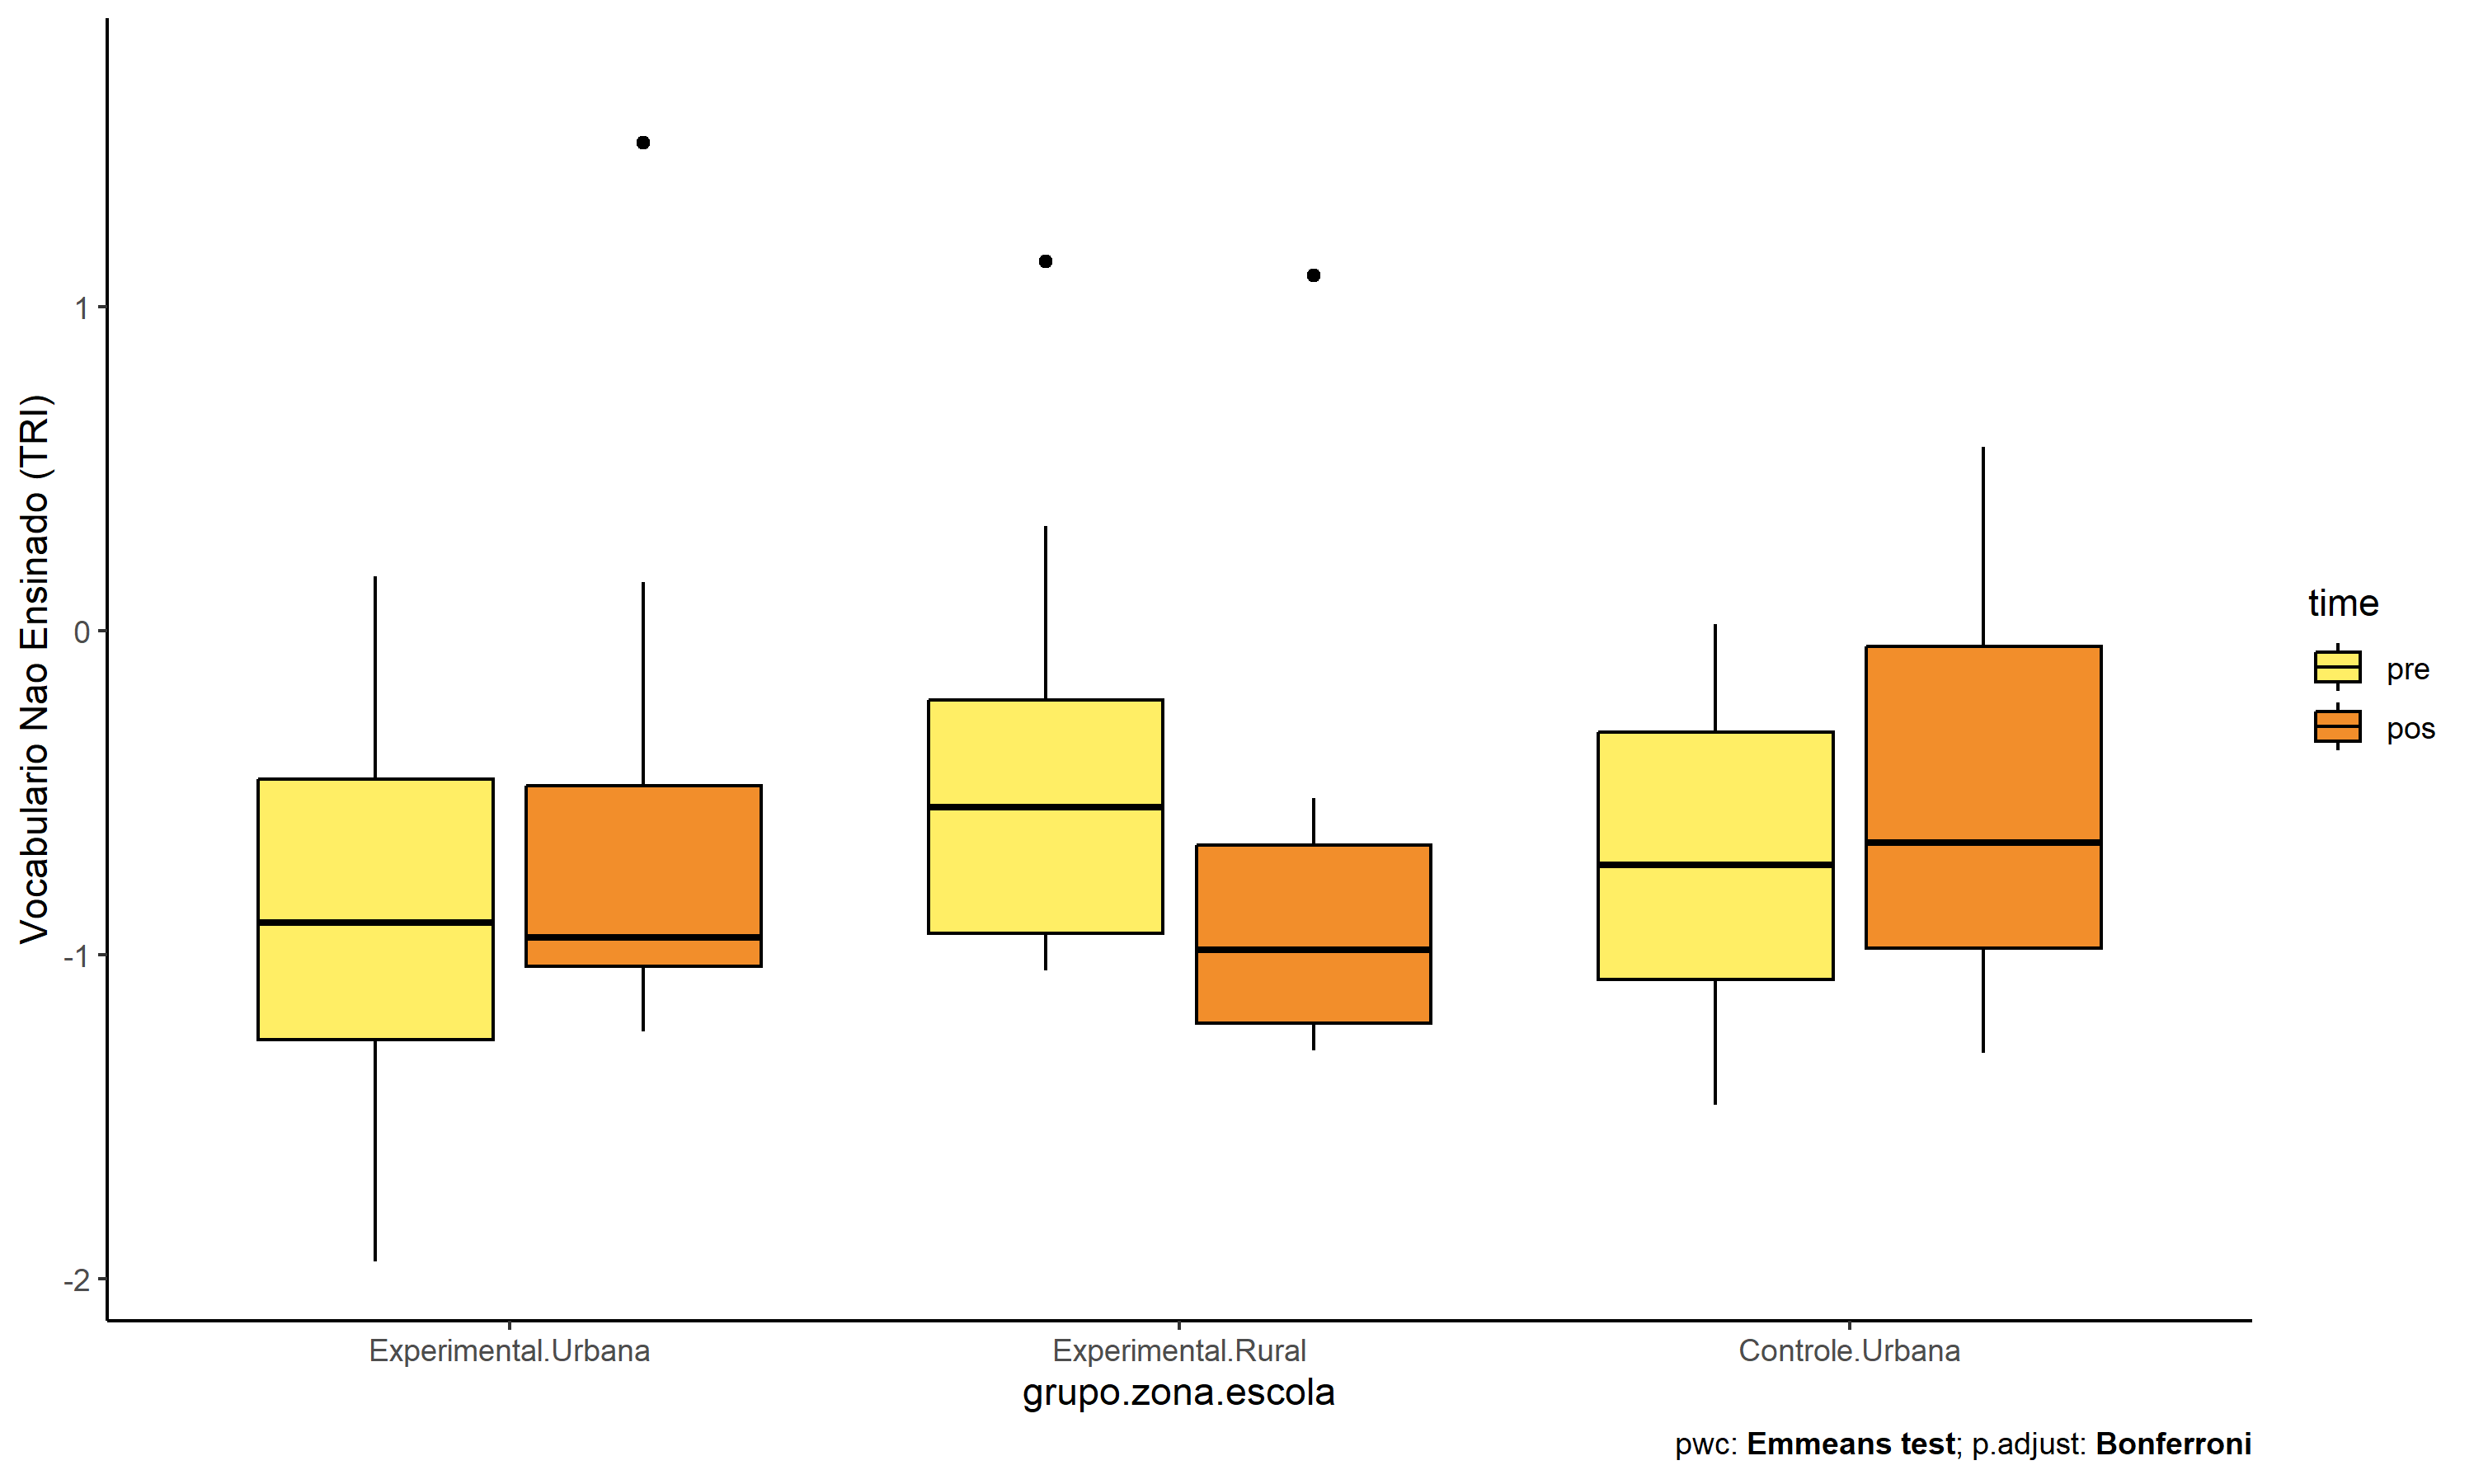 Vocabulario Nao Ensinado (TRI)
1
0
-1
-2
Experimental.Urbana
Experimental.Rural
Controle.Urbana
grupo.zona.escola
time
pre
pos
pwc: Emmeans test; p.adjust: Bonferroni